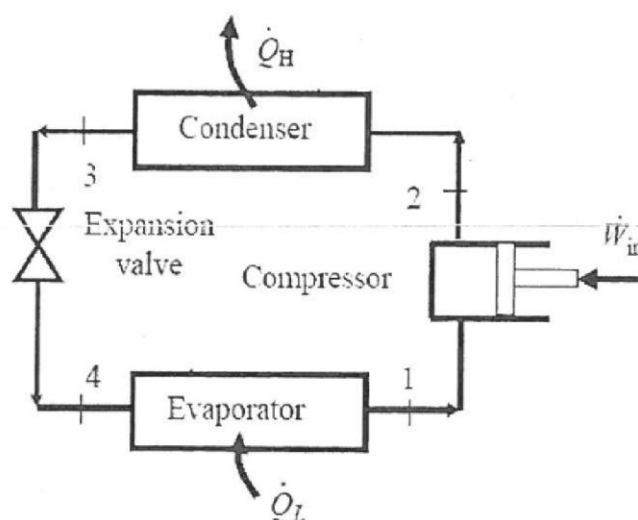 Q̇H
Condenser
3
2
Expansion
valve
Compressor
Ẇin
4
1
Evaporator
Q̇L